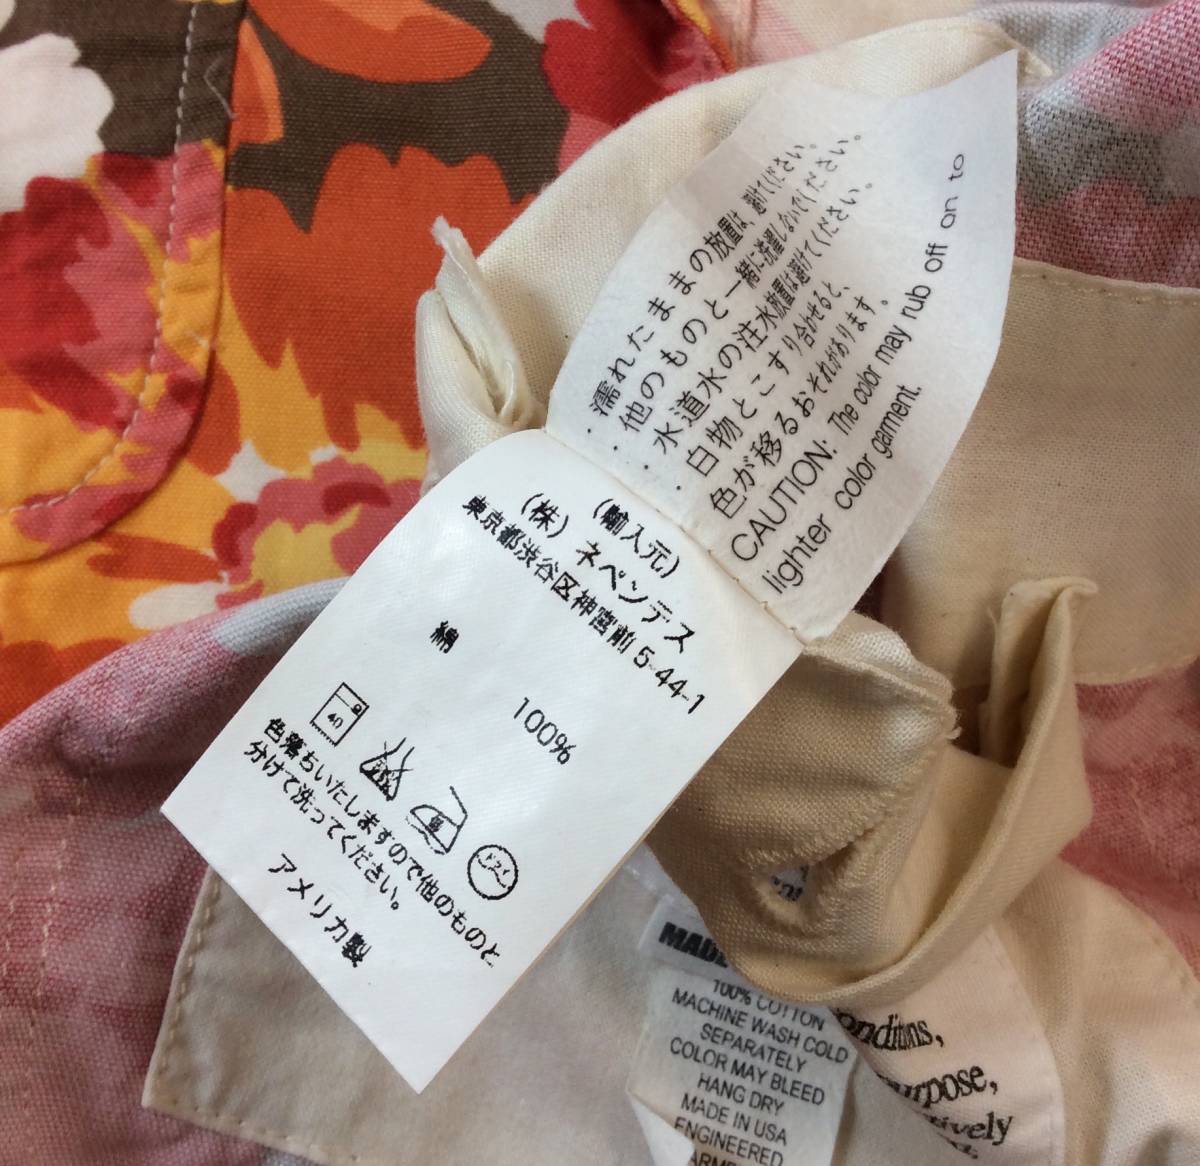 ・濡れたままの放置は、避けてください。
・他のものと一緒に洗濯しないでください。
・水道水の注水放置は避けてください。
・白物とこすり合わせると、
色が移るおそれがあります。
CAUTION: The color may rub off on to
lighter color garment.
(輸入元)
(株) ネペンテス
東京都渋谷区神宮前 5-44-1
綿 100%
40
ドライ
色落ちいたしますので他のものと
分けて洗ってください。
アメリカ製
MADE
100% COTTON
MACHINE WASH COLD
SEPARATELY
COLOR MAY BLEED
HANG DRY
MADE IN USA
ENGINEERED